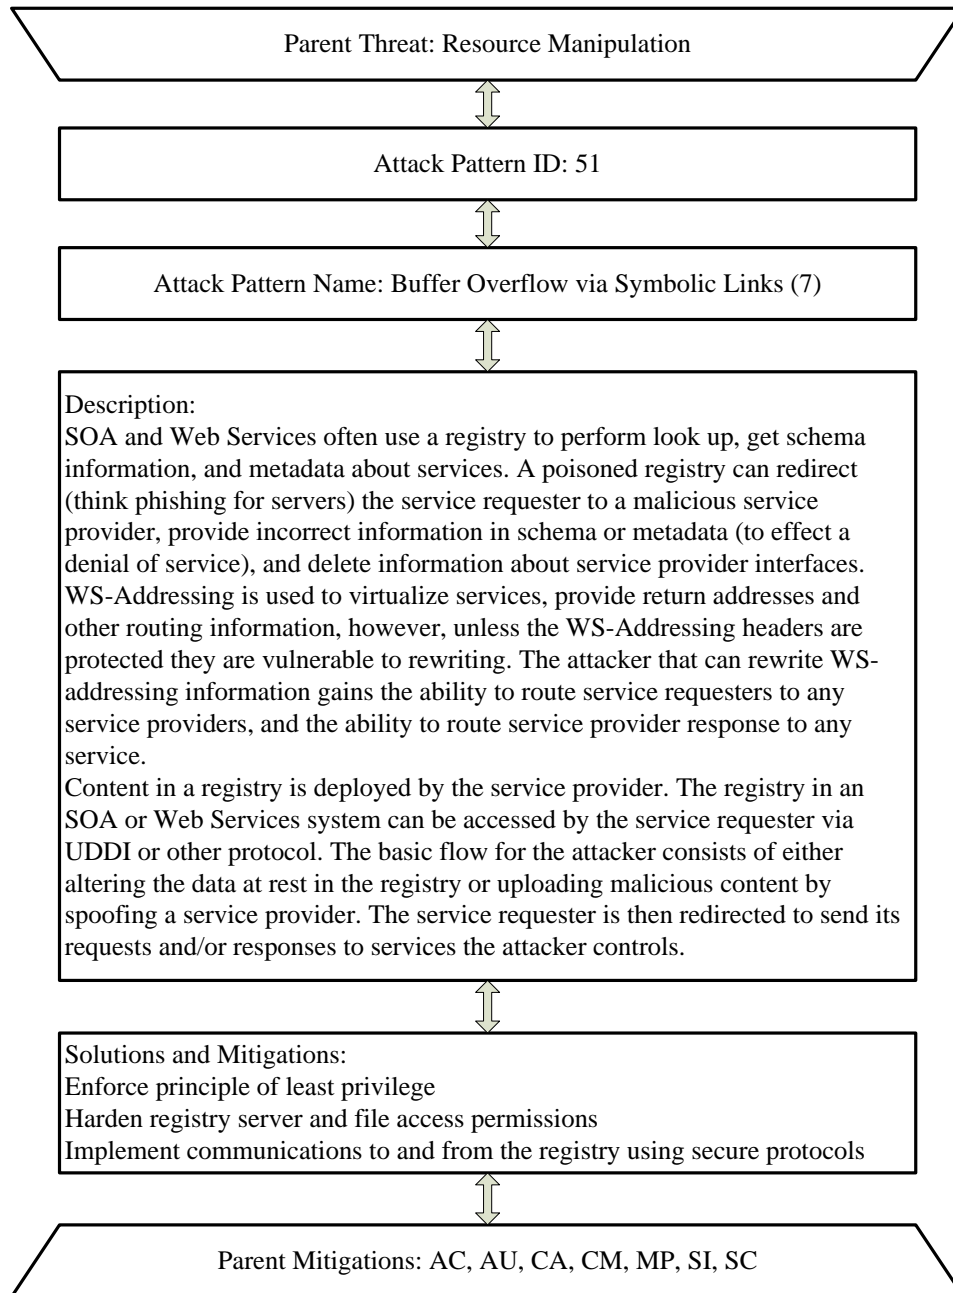 Parent Threat: Resource Manipulation
Attack Pattern ID: 51
Attack Pattern Name: Buffer Overflow via Symbolic Links (7)
Description:
SOA and Web Services often use a registry to perform look up, get schema
information, and metadata about services. A poisoned registry can redirect
(think phishing for servers) the service requester to a malicious service
provider, provide incorrect information in schema or metadata (to effect a
denial of service), and delete information about service provider interfaces.
WS-Addressing is used to virtualize services, provide return addresses and
other routing information, however, unless the WS-Addressing headers are
protected they are vulnerable to rewriting. The attacker that can rewrite WS-
addressing information gains the ability to route service requesters to any
service providers, and the ability to route service provider response to any
service.
Content in a registry is deployed by the service provider. The registry in an
SOA or Web Services system can be accessed by the service requester via
UDDI or other protocol. The basic flow for the attacker consists of either
altering the data at rest in the registry or uploading malicious content by
spoofing a service provider. The service requester is then redirected to send its
requests and/or responses to services the attacker controls.
Solutions and Mitigations:
Enforce principle of least privilege
Harden registry server and file access permissions
Implement communications to and from the registry using secure protocols
Parent Mitigations: AC, AU, CA, CM, MP, SI, SC